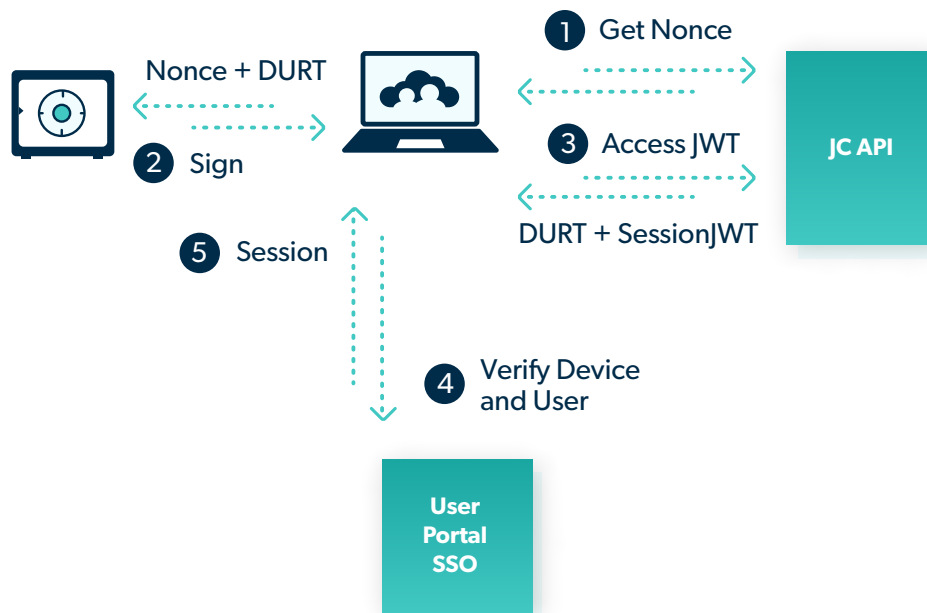 1 Get Nonce
Nonce + DURT
2 Sign
3 Access JWT
JC API
DURT + SessionJWT
5 Session
4 Verify Device
and User
User
Portal
SSO